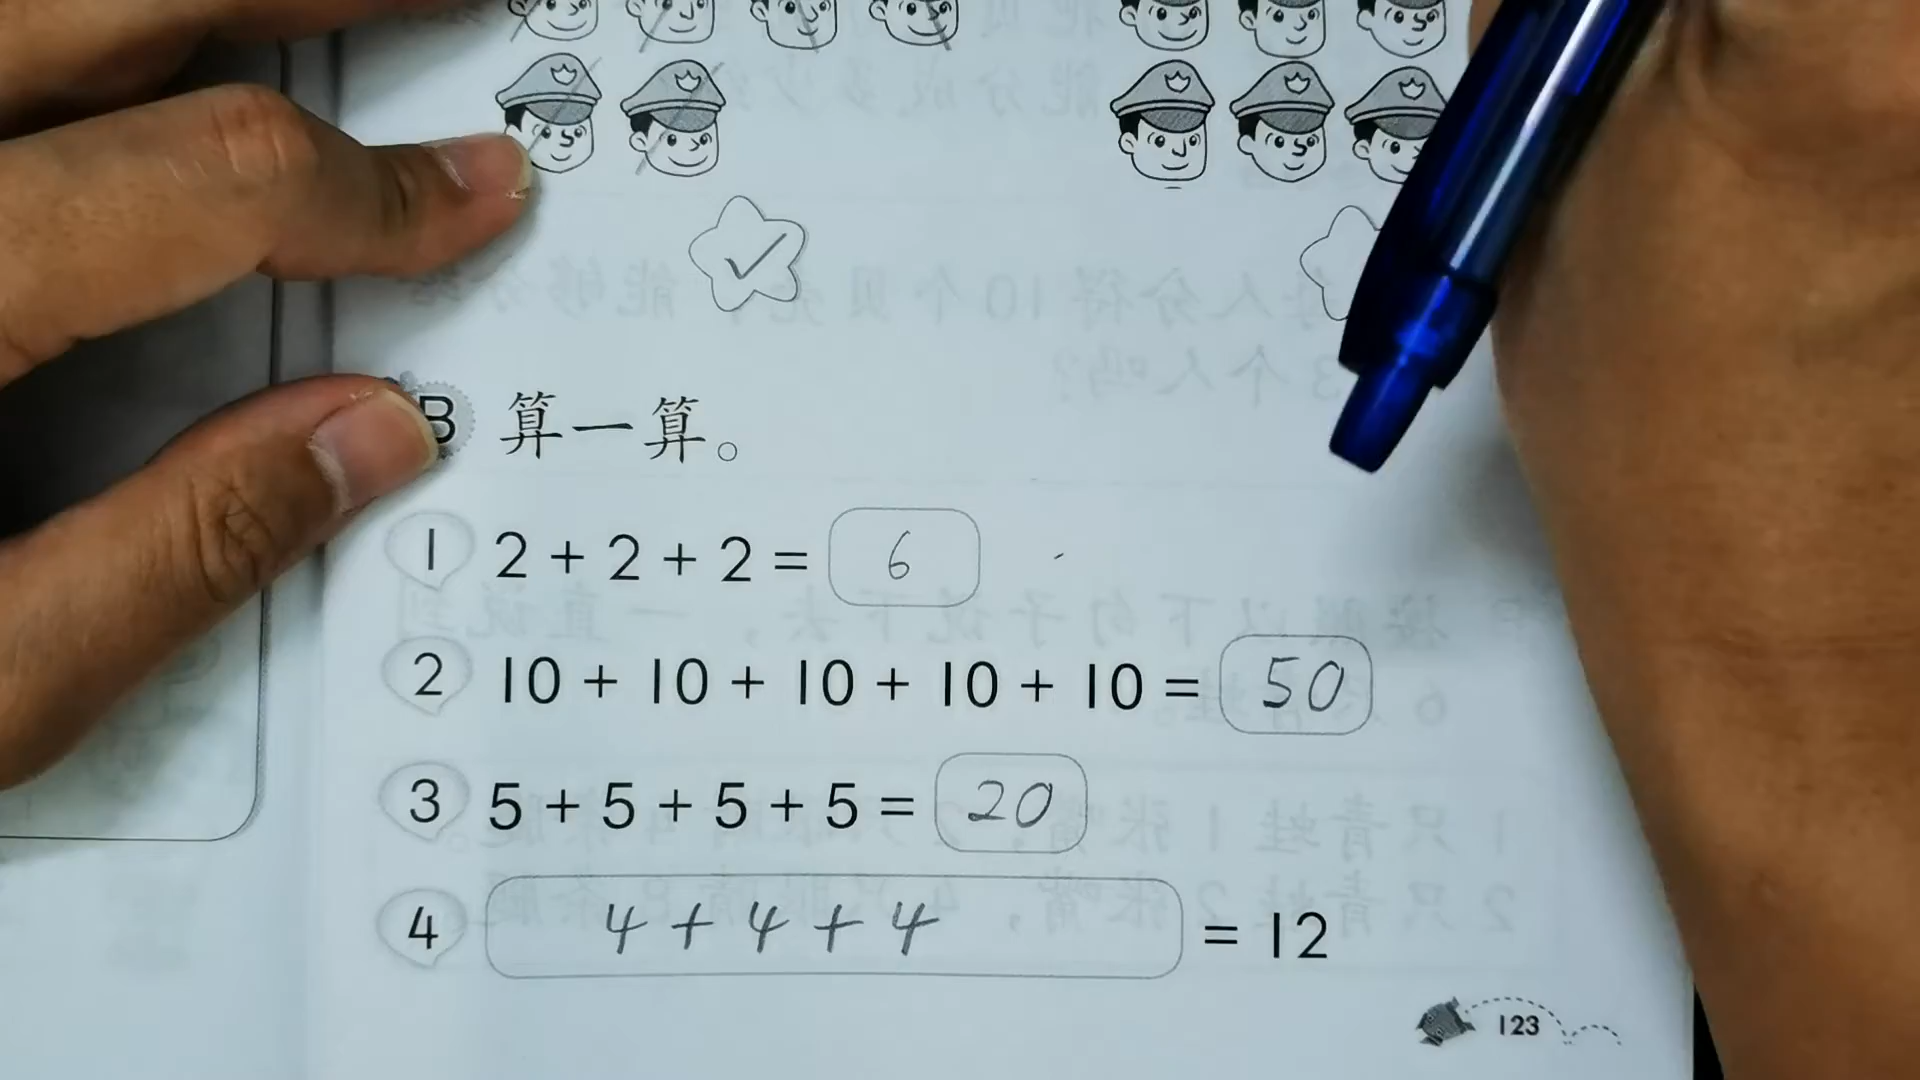 B 算一算。
1 2 + 2 + 2 = 6
2 10 + 10 + 10 + 10 + 10 = 50
3 5 + 5 + 5 + 5 = 20
4 4 + 4 + 4 = 12
123